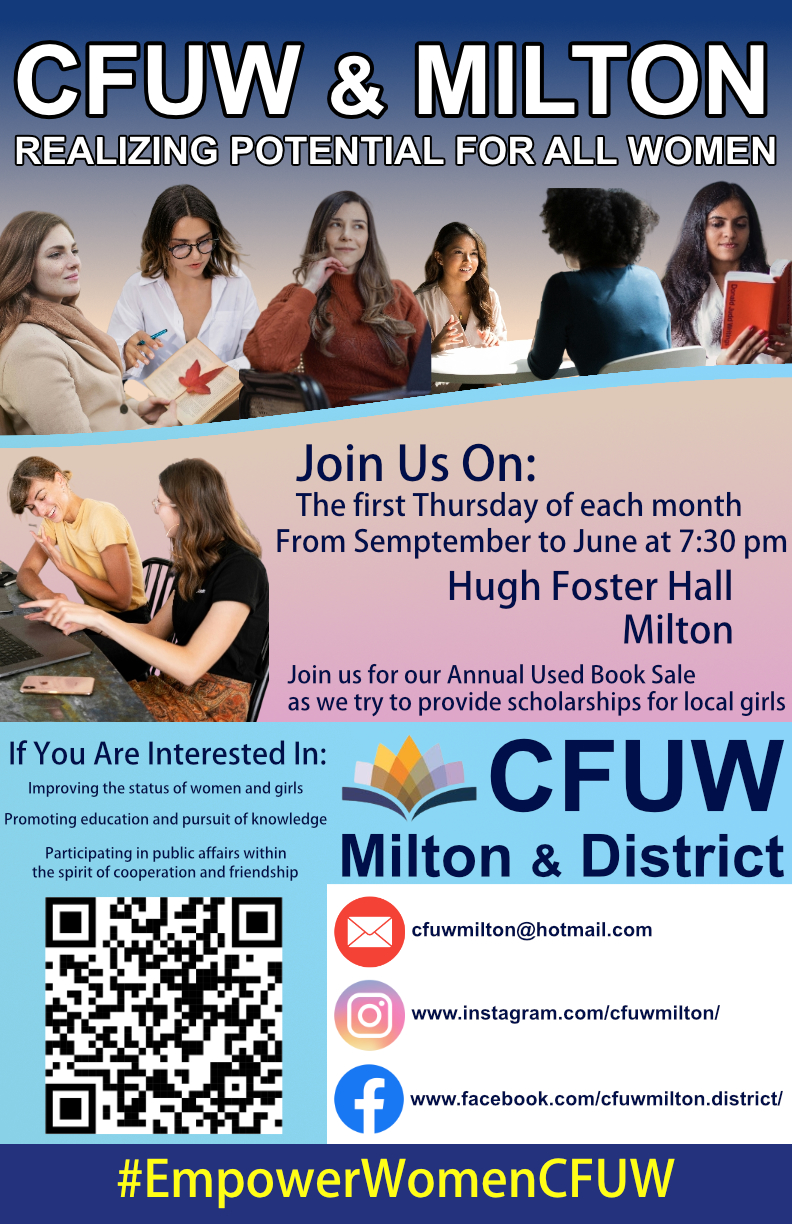 CFUW & MILTON
REALIZING POTENTIAL FOR ALL WOMEN
Donald Judd Writings
Join Us On:
The first Thursday of each month
From Semptember to June at 7:30 pm
Hugh Foster Hall
Milton
Join us for our Annual Used Book Sale
as we try to provide scholarships for local girls
If You Are Interested In:
Improving the status of women and girls
Promoting education and pursuit of knowledge
Participating in public affairs within
the spirit of cooperation and friendship
CFUW
Milton & District
cfuwmilton@hotmail.com
www.instagram.com/cfuwmilton/
www.facebook.com/cfuwmilton.district/
#EmpowerWomenCFUW